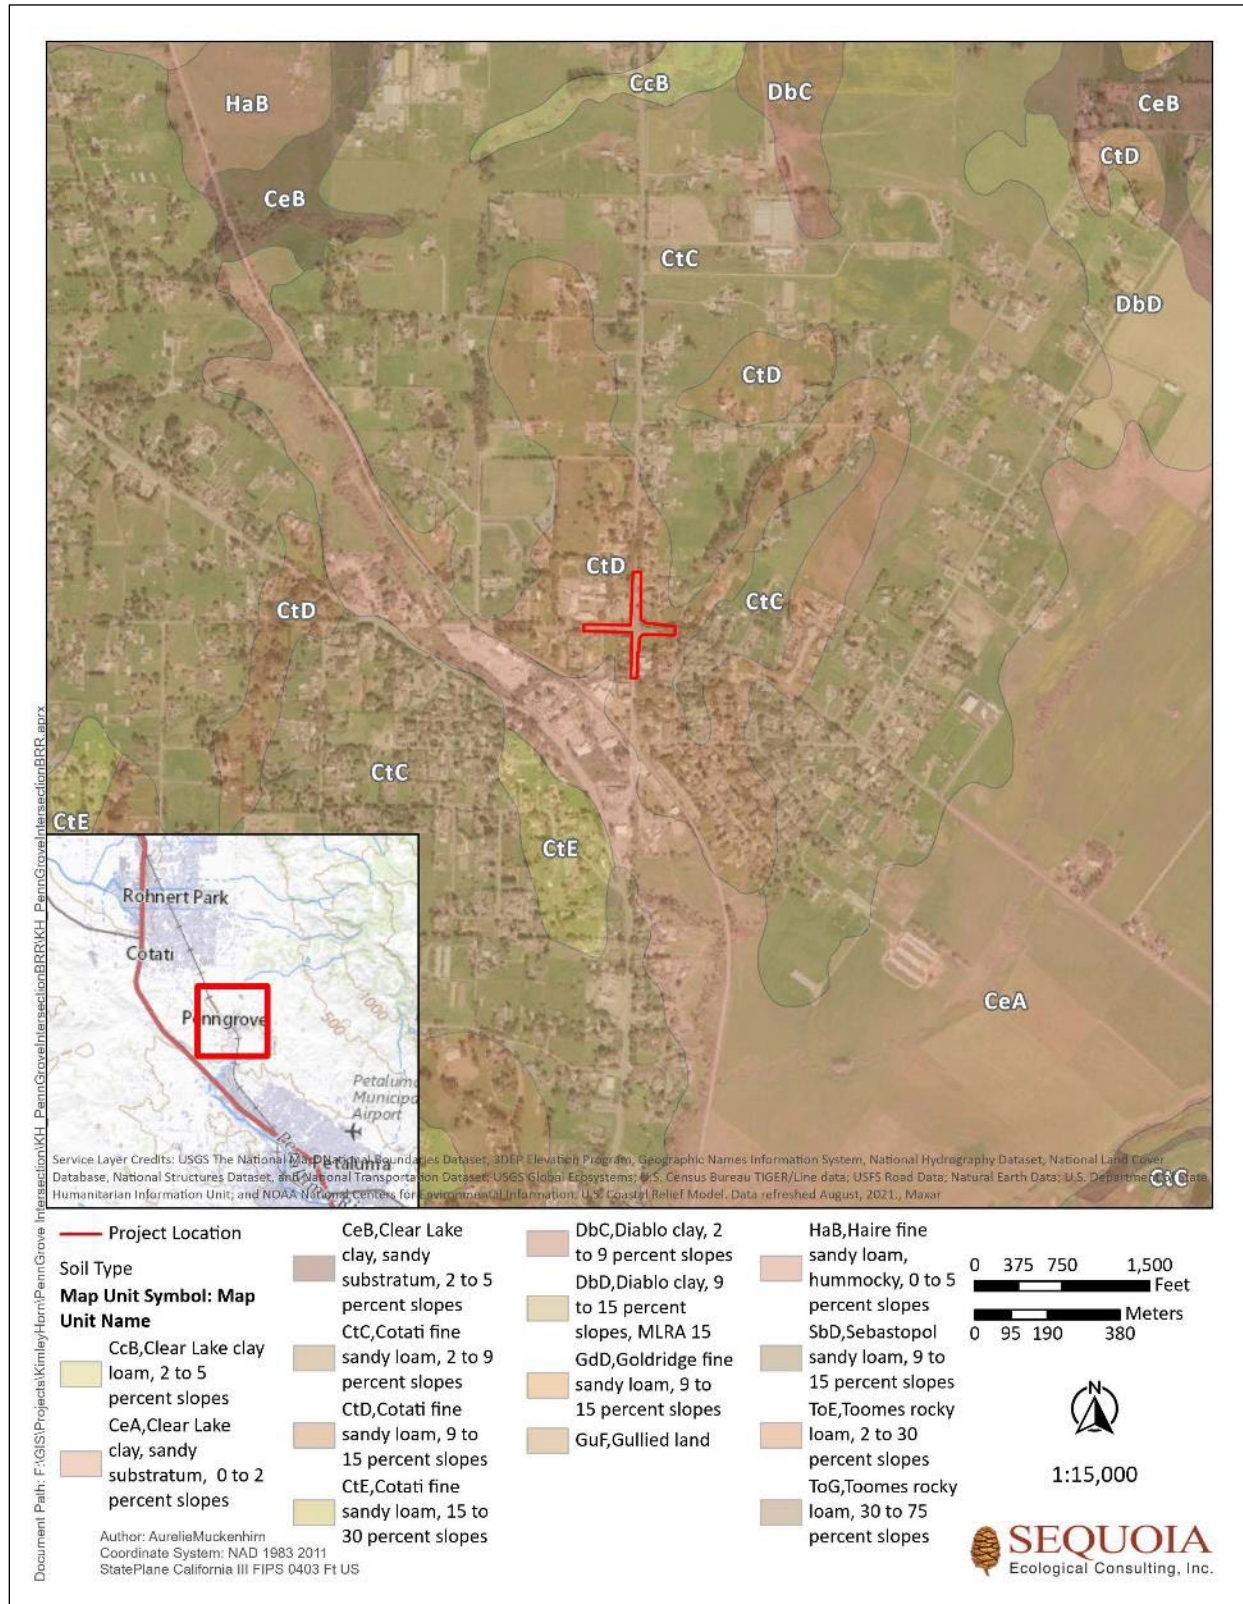 HaB
CcB
DbC
CeB
CtD
CeB
CtC
DbD
CtD
CtD
CtC
CtD
CtC
CtE
CtE
CeA
CtC
Rohnert Park
Cotati
Penngrove
1000
500
Petaluma
Municipa
Airport
Petaluma
Service Layer Credits: USGS The National Map: National Boundaries Dataset, 3DEP Elevation Program, Geographic Names Information System, National Hydrography Dataset, National Land Cover
Database, National Structures Dataset, and National Transportation Dataset; USGS Global Ecosystems; U.S. Census Bureau TIGER/Line data; USFS Road Data; Natural Earth Data; U.S. Department of State
Humanitarian Information Unit; and NOAA National Centers for Environmental Information, U.S. Coastal Relief Model. Data refreshed August, 2021., Maxar
Document Path: F:\GIS\Projects\KimleyHorn\PennGrove Intersection\KH_PennGroveIntersectionBRR\KH_PennGroveIntersectionBRR.aprx
Project Location
Soil Type
Map Unit Symbol: Map
Unit Name
CcB,Clear Lake clay
loam, 2 to 5
percent slopes
CeA,Clear Lake
clay, sandy
substratum, 0 to 2
percent slopes
CeB,Clear Lake
clay, sandy
substratum, 2 to 5
percent slopes
CtC,Cotati fine
sandy loam, 2 to 9
percent slopes
CtD,Cotati fine
sandy loam, 9 to
15 percent slopes
CtE,Cotati fine
sandy loam, 15 to
30 percent slopes
DbC,Diablo clay, 2
to 9 percent slopes
DbD,Diablo clay, 9
to 15 percent
slopes, MLRA 15
GdD,Goldridge fine
sandy loam, 9 to
15 percent slopes
GuF,Gullied land
HaB,Haire fine
sandy loam,
hummocky, 0 to 5
percent slopes
SbD,Sebastopol
sandy loam, 9 to
15 percent slopes
ToE,Toomes rocky
loam, 2 to 30
percent slopes
ToG,Toomes rocky
loam, 30 to 75
percent slopes
0 375 750 1,500
Feet
Meters
0 95 190 380
N
1:15,000
Author: AurelieMuckenhirn
Coordinate System: NAD 1983 2011
StatePlane California III FIPS 0403 Ft US
SEQUOIA
Ecological Consulting, Inc.